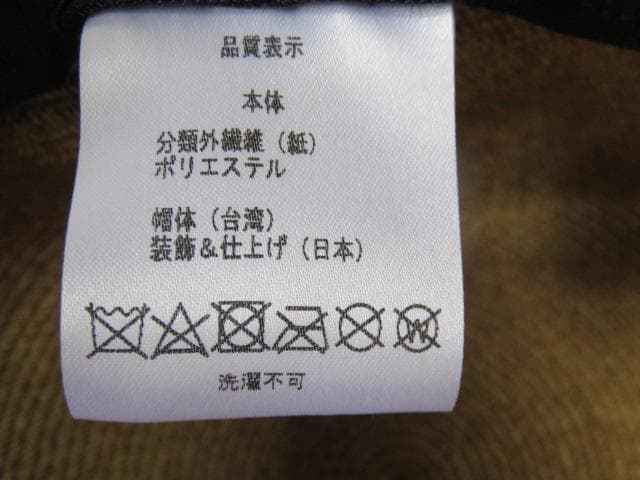 品質表示
本体
分類外繊維（紙）
ポリエステル
帽体（台湾）
装飾＆仕上げ（日本）
W
洗濯不可